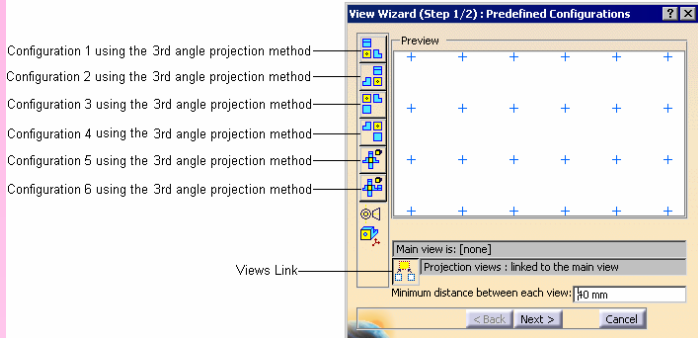 View Wizard (Step 1/2) : Predefined Configurations
Preview
Configuration 1 using the 3rd angle projection method
Configuration 2 using the 3rd angle projection method
Configuration 3 using the 3rd angle projection method
Configuration 4 using the 3rd angle projection method
Configuration 5 using the 3rd angle projection method
Configuration 6 using the 3rd angle projection method
Main view is: [none]
Views Link
Projection views : linked to the main view
Minimum distance between each view: 40 mm
< Back Next > Cancel